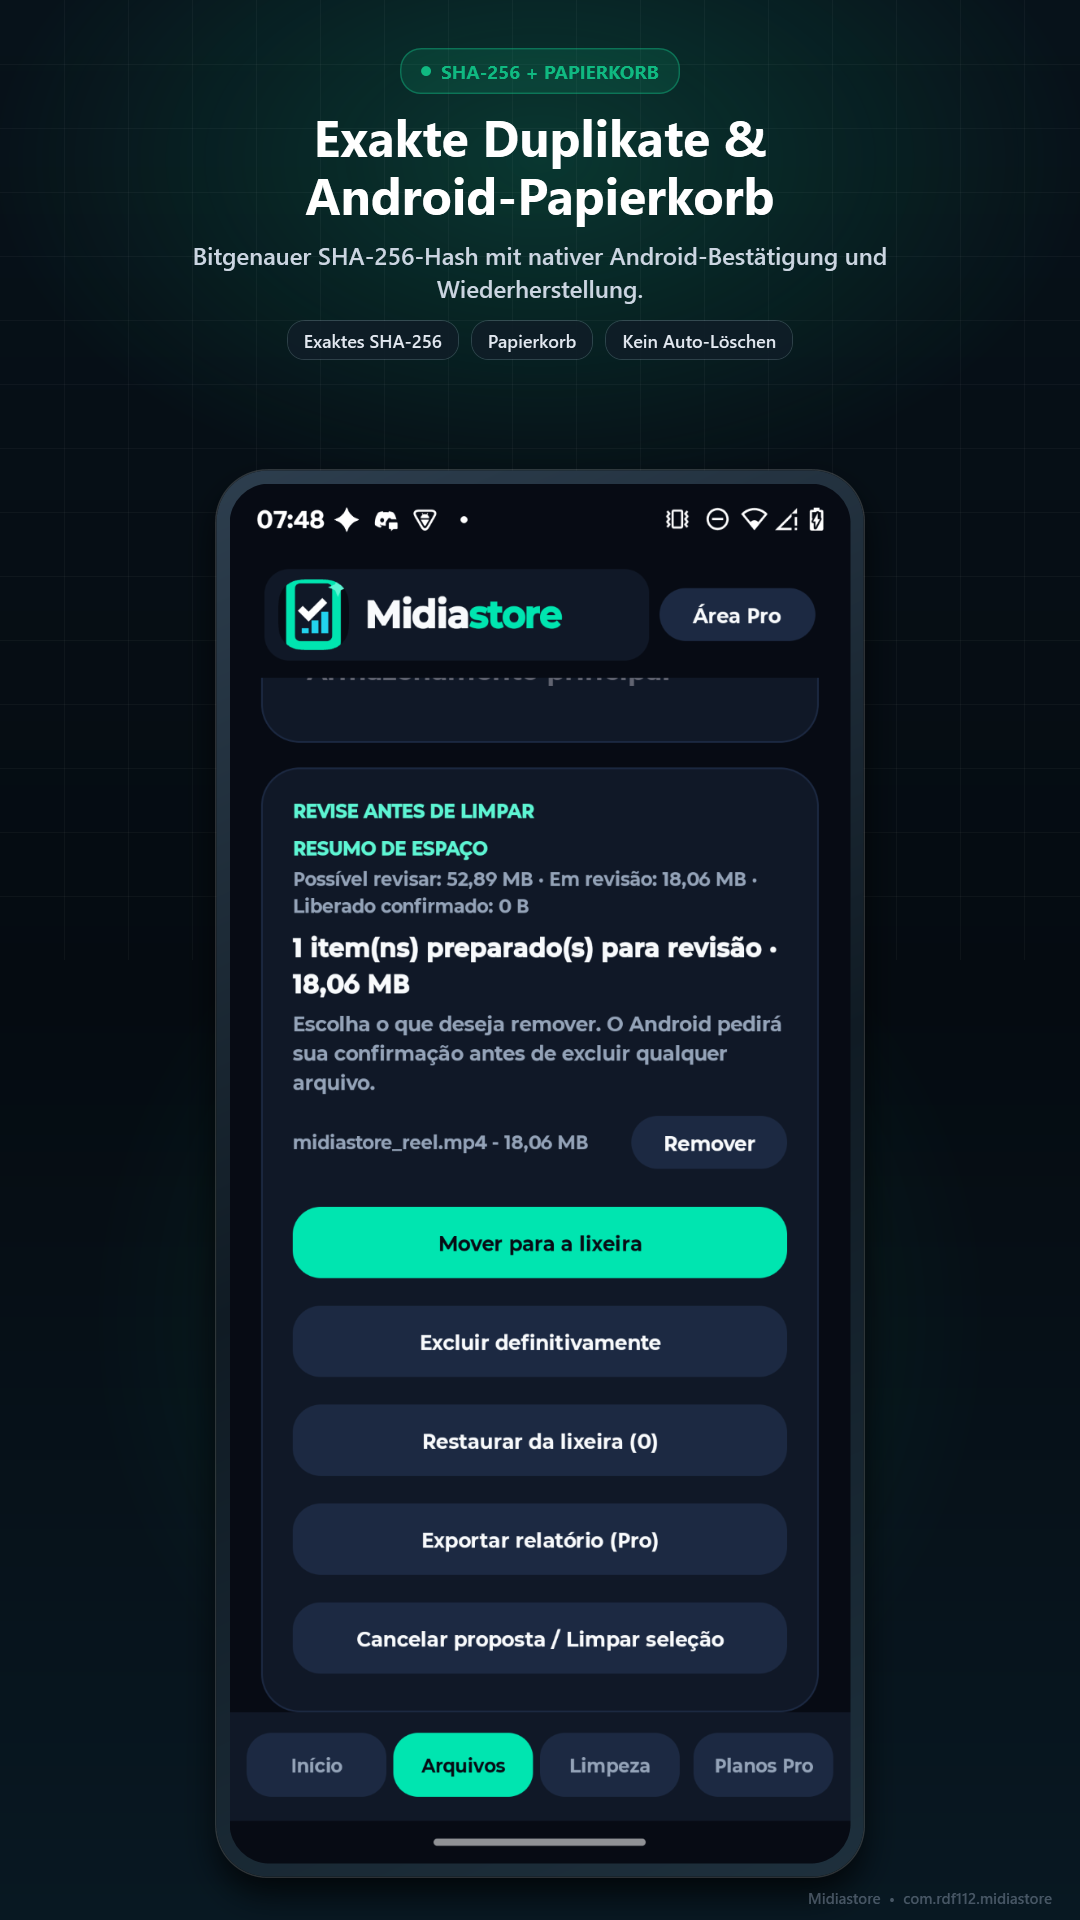 SHA-256 + PAPIERKORB
Exakte Duplikate &
Android-Papierkorb
Bitgenauer SHA-256-Hash mit nativer Android-Bestätigung und
Wiederherstellung.
Exaktes SHA-256
Papierkorb
Kein Auto-Löschen
07:48
Midiastore
Área Pro
Armazenamento principal
REVISE ANTES DE LIMPAR
RESUMO DE ESPAÇO
Possível revisar: 52,89 MB · Em revisão: 18,06 MB ·
Liberado confirmado: 0 B
1 item(ns) preparado(s) para revisão ·
18,06 MB
Escolha o que deseja remover. O Android pedirá
sua confirmação antes de excluir qualquer
arquivo.
midiastore_reel.mp4 - 18,06 MB
Remover
Mover para a lixeira
Excluir definitivamente
Restaurar da lixeira (0)
Exportar relatório (Pro)
Cancelar proposta / Limpar seleção
Início
Arquivos
Limpeza
Planos Pro
Midiastore • com.rdf112.midiastore